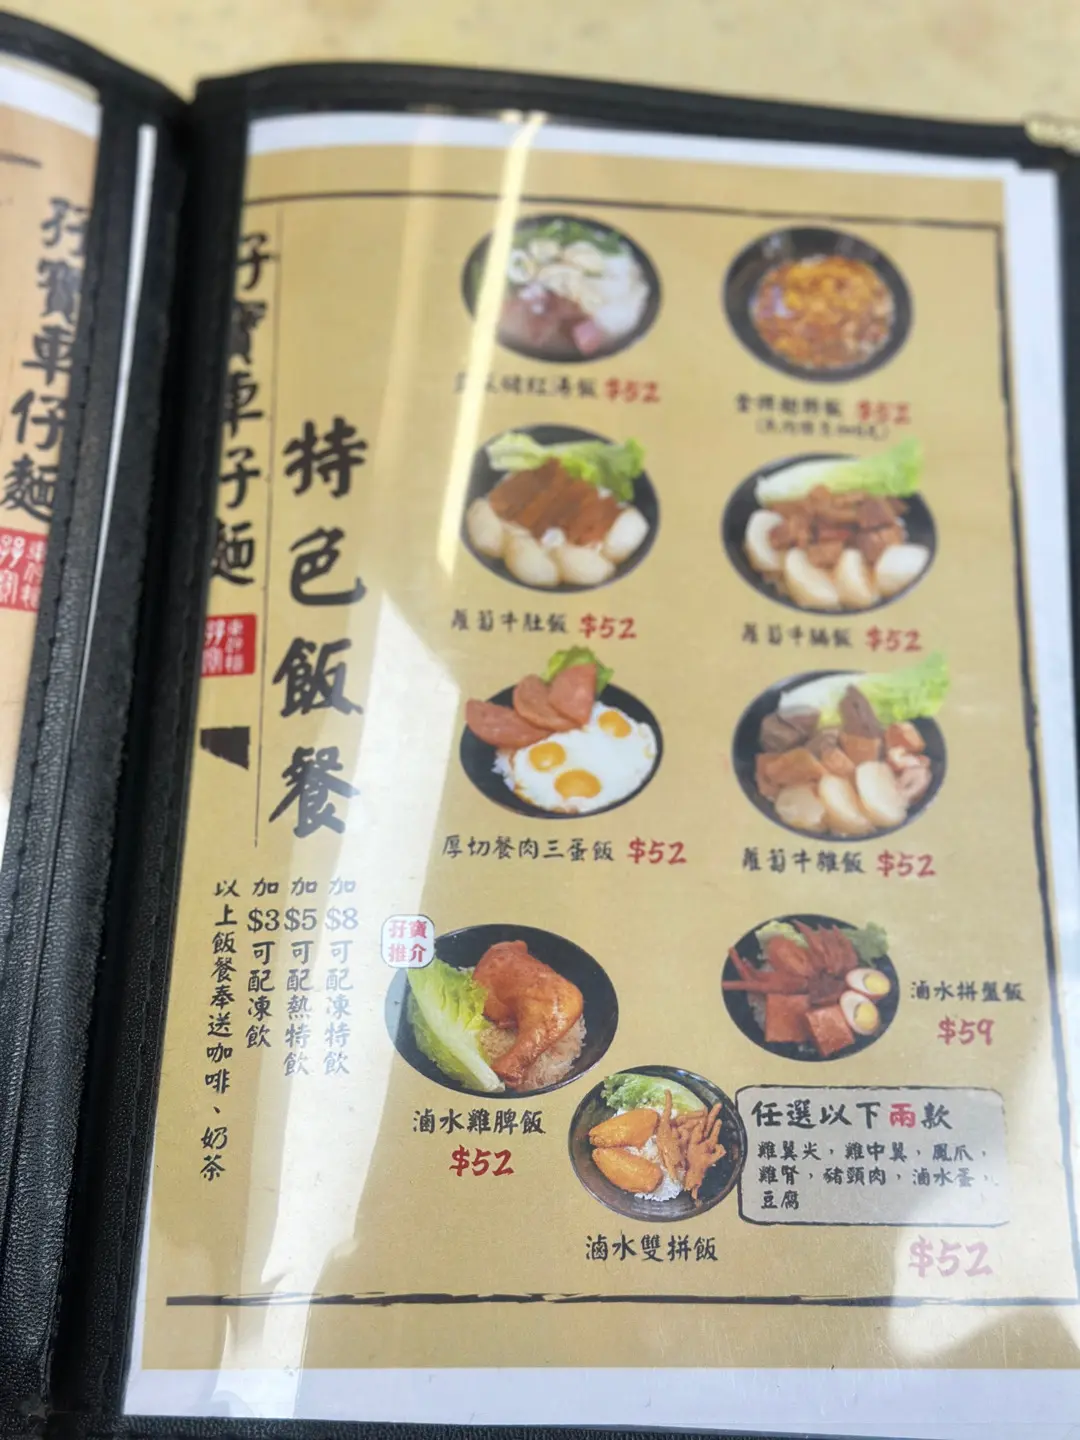 孖寶車仔麵
孖寶車仔麵
特色飯餐
豬紅湯飯 $52
飯 $52
蘿蔔牛肚飯 $52
蘿蔔牛腩飯 $52
厚切餐肉三蛋飯 $52
蘿蔔牛雜飯 $52
加$8可配凍特飲
加$5可配熱特飲
加$3可配凍飲
以上飯餐奉送咖啡、奶茶
孖寶
推介
滷水雞脾飯
$52
滷水拼盤飯
$59
滷水雙拼飯
任選以下兩款
雞翼尖，雞中翼，鳳爪，
雞腎，豬頸肉，滷水蛋，
豆腐
$52